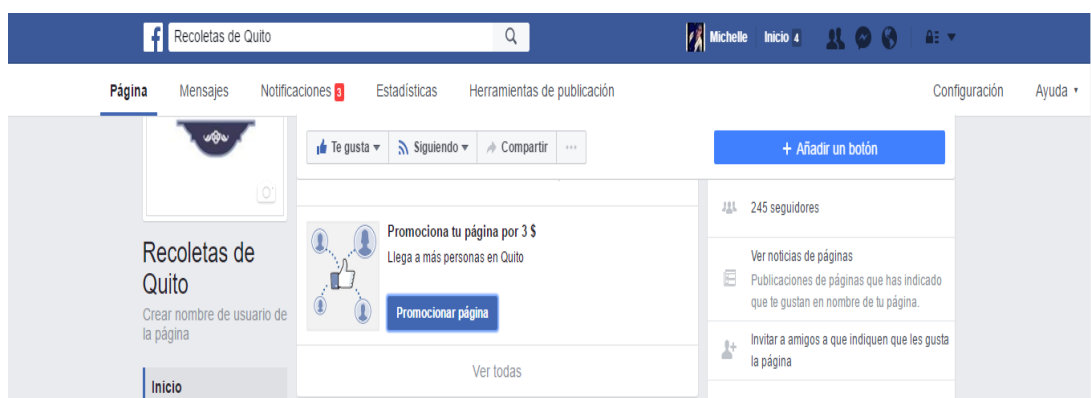 Recoletas de Quito
Michelle Inicio 4
Página Mensajes Notificaciones 3 Estadísticas Herramientas de publicación Configuración Ayuda
Te gusta Siguiendo Compartir ...
+ Añadir un botón
Recoletas de
Quito
Crear nombre de usuario de
la página
Inicio
Promociona tu página por 3 $
Llega a más personas en Quito
Promocionar página
Ver todas
245 seguidores
Ver noticias de páginas
Publicaciones de páginas que has indicado
que te gustan en nombre de tu página.
Invitar a amigos a que indiquen que les gusta
la página